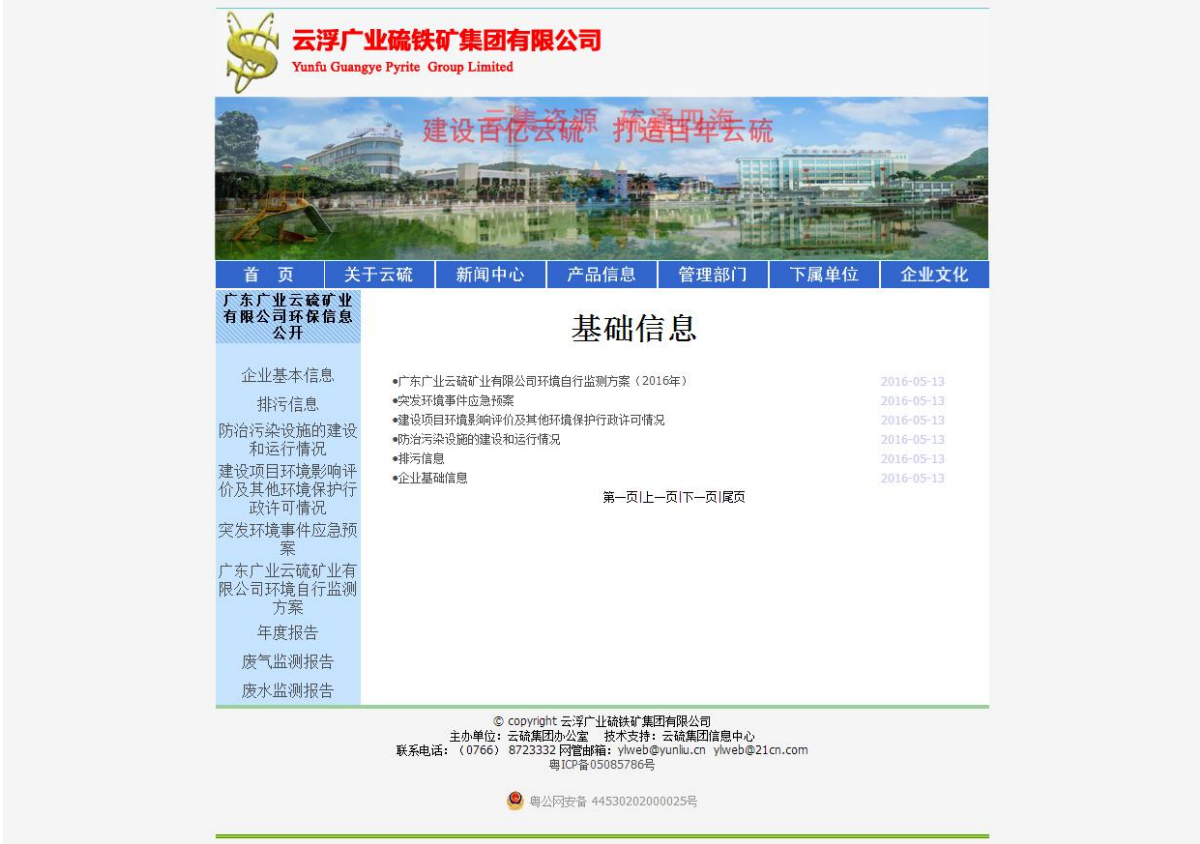 云浮广业硫铁矿集团有限公司
Yunfu Guangye Pyrite Group Limited
云集资源 硫通四海
建设百亿云硫 打造百年云硫
首 页 关于云硫 新闻中心 产品信息 管理部门 下属单位 企业文化
广东广业云硫矿业
有限公司环保信息
公开
企业基本信息
排污信息
防治污染设施的建设
和运行情况
建设项目环境影响评
价及其他环境保护行
政许可情况
突发环境事件应急预
案
广东广业云硫矿业有
限公司环境自行监测
方案
年度报告
废气监测报告
废水监测报告
基础信息
●广东广业云硫矿业有限公司环境自行监测方案（2016年） 2016-05-13
●突发环境事件应急预案 2016-05-13
●建设项目环境影响评价及其他环境保护行政许可情况 2016-05-13
●防治污染设施的建设和运行情况 2016-05-13
●排污信息 2016-05-13
●企业基础信息 2016-05-13
第一页|上一页|下一页|尾页
© copyright 云浮广业硫铁矿集团有限公司
主办单位：云硫集团办公室 技术支持：云硫集团信息中心
联系电话：（0766） 8723332 网管邮箱：ylweb@yunliu.cn ylweb@21cn.com
粤ICP备05085786号
粤公网安备 44530202000025号